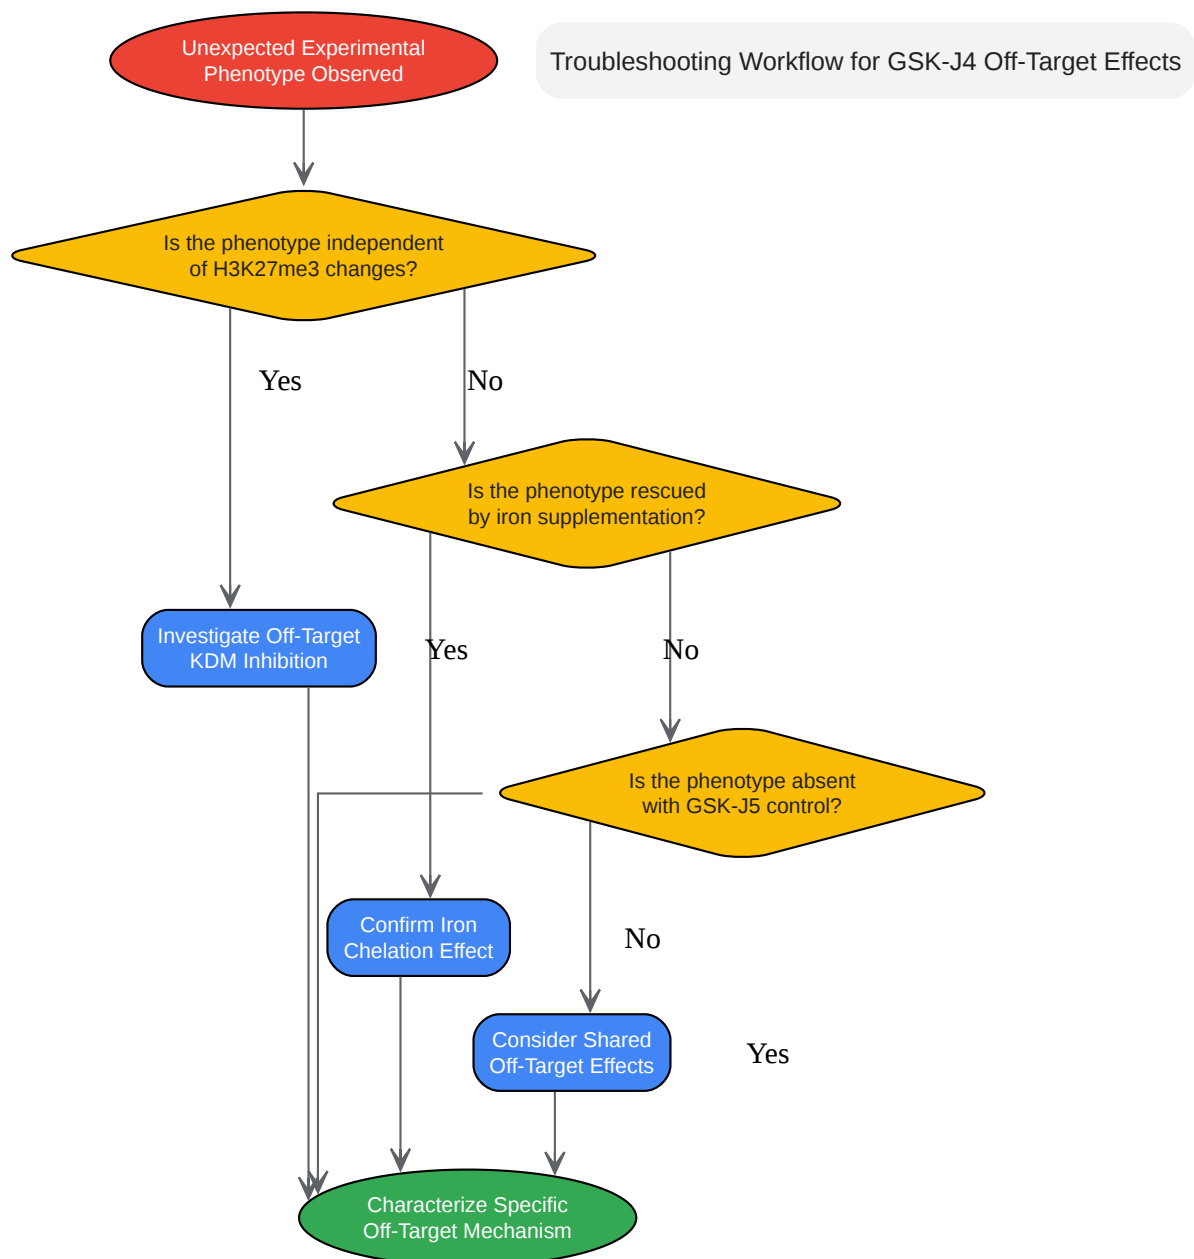 Unexpected Experimental
Phenotype Observed
Troubleshooting Workflow for GSK-J4 Off-Target Effects
Is the phenotype independent
of H3K27me3 changes?
Yes
No
Is the phenotype rescued
by iron supplementation?
Investigate Off-Target
KDM Inhibition
Yes
No
Is the phenotype absent
with GSK-J5 control?
Confirm Iron
Chelation Effect
No
Consider Shared
Off-Target Effects
Yes
Characterize Specific
Off-Target Mechanism